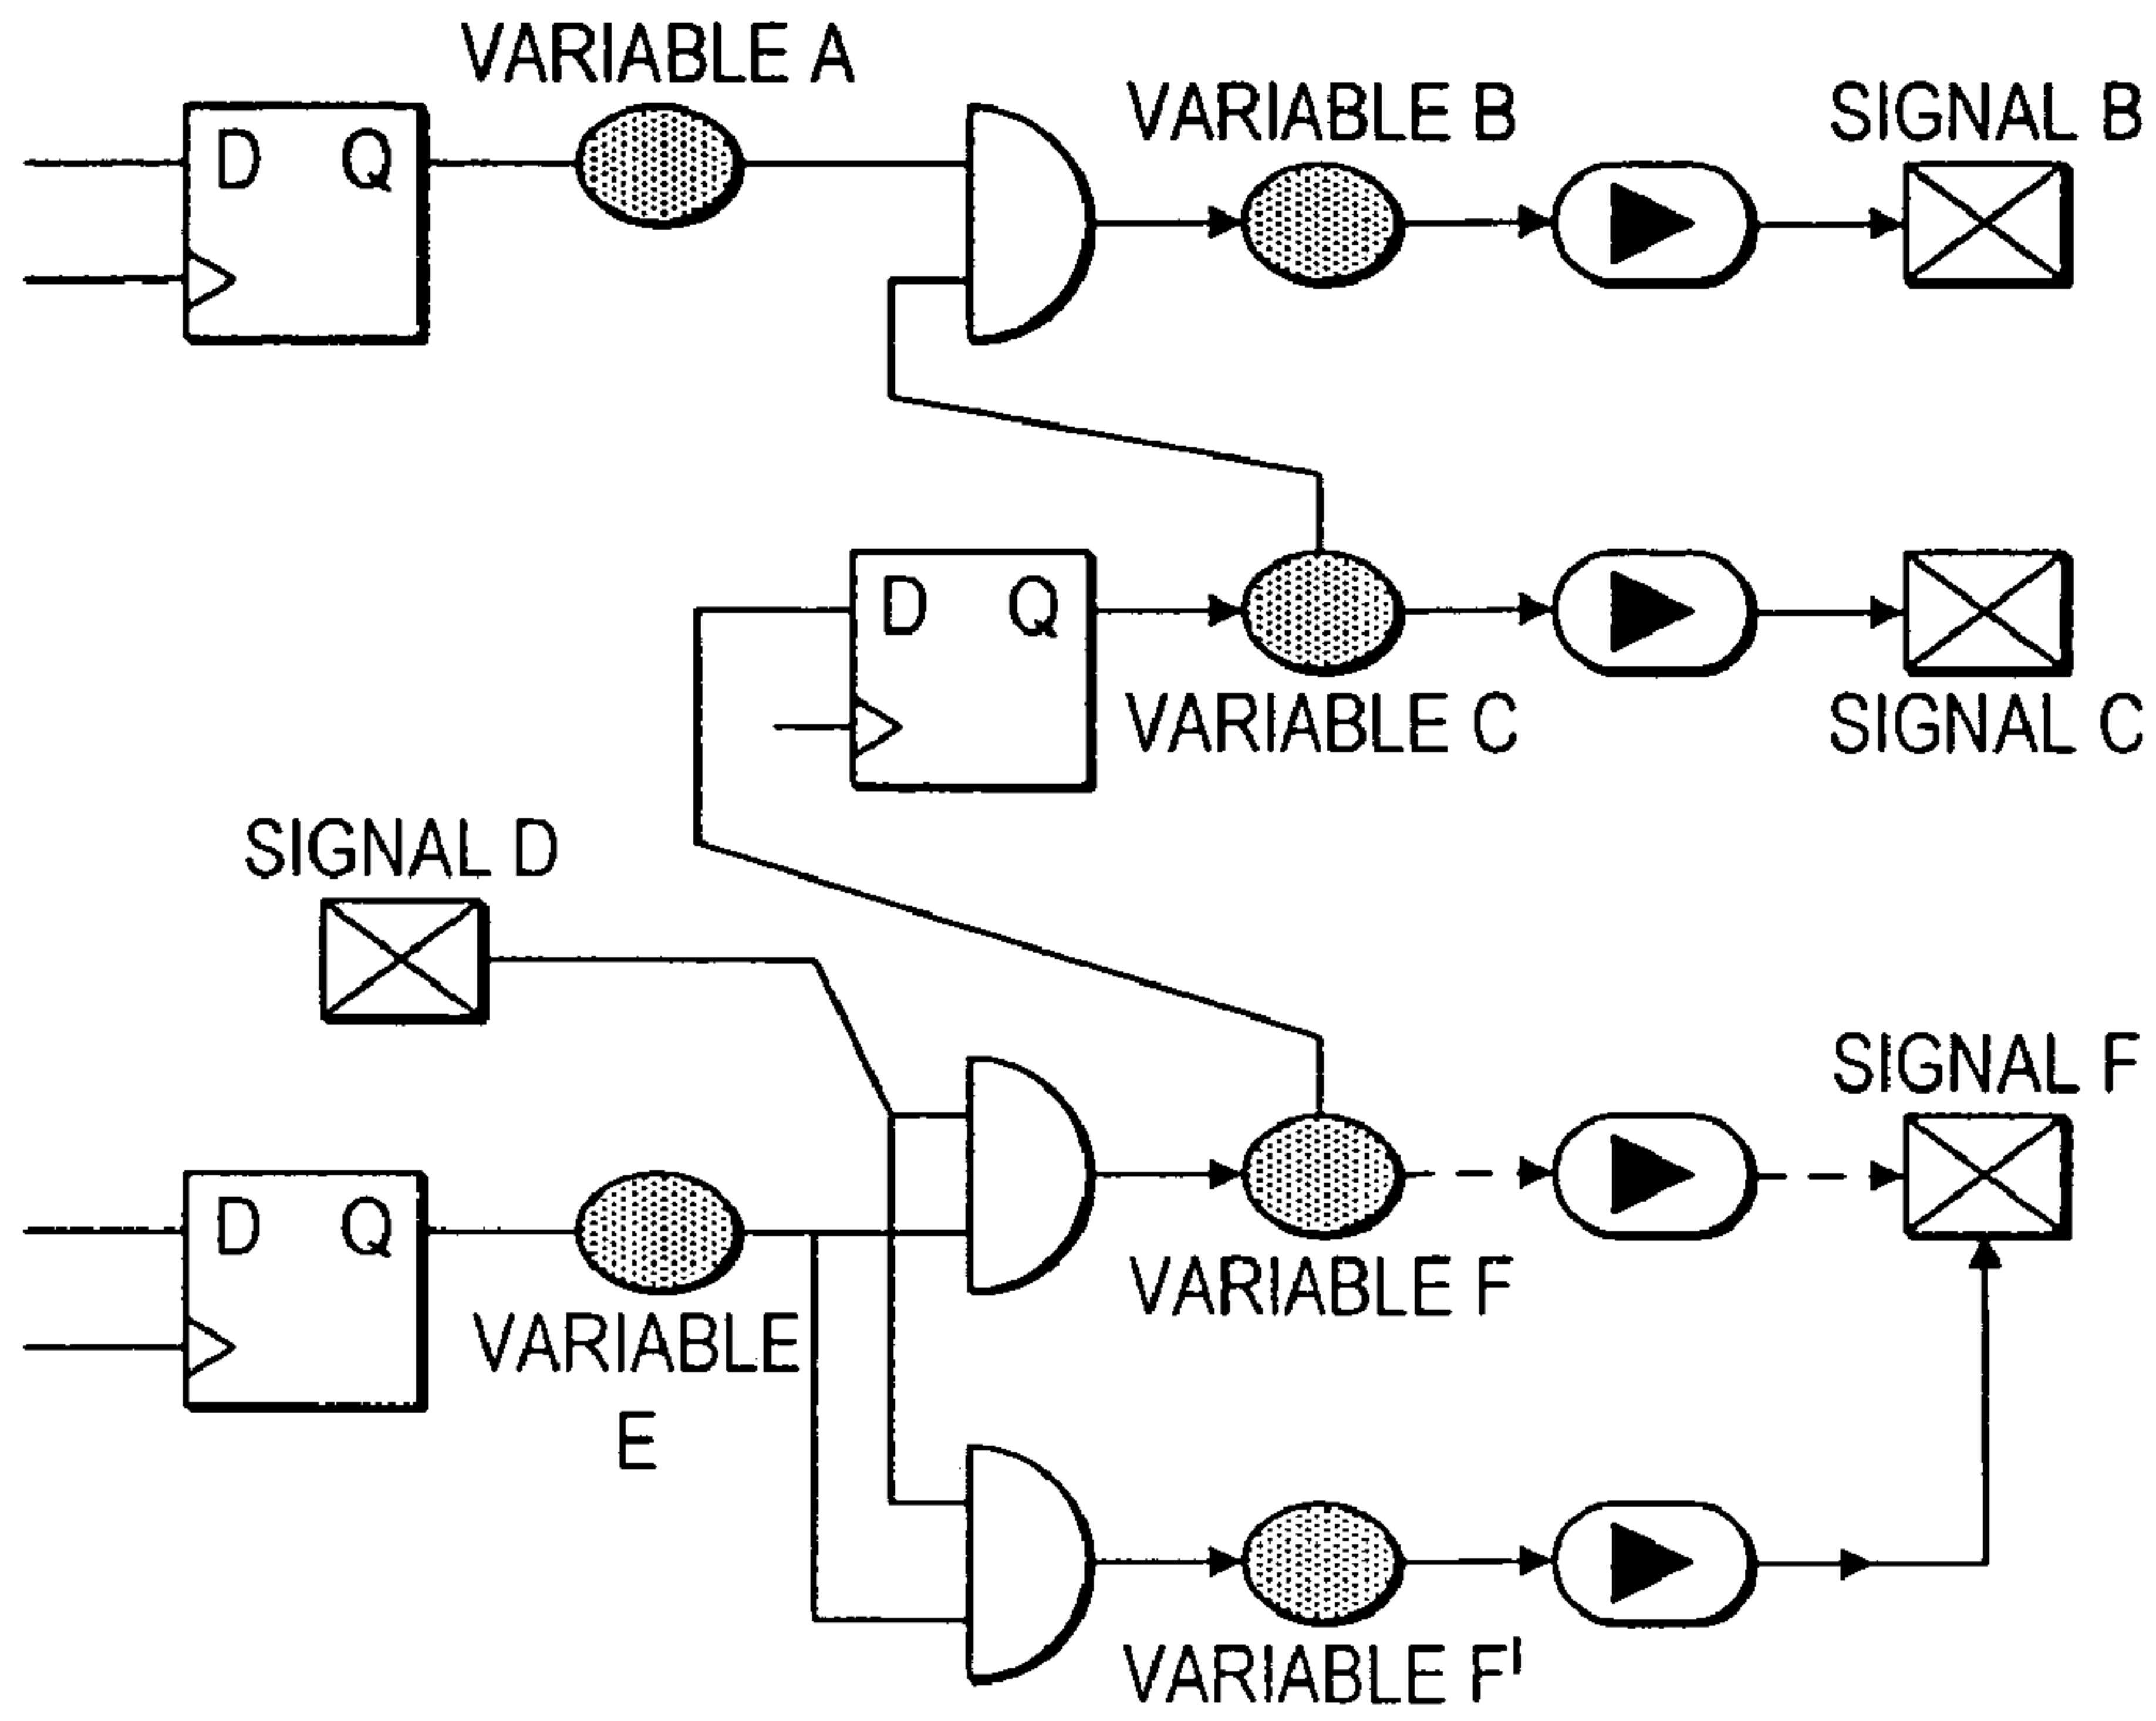 VARIABLE A
VARIABLE B
SIGNAL B
D Q
D Q
VARIABLE C
SIGNAL C
SIGNAL D
SIGNAL F
D Q
VARIABLE F
VARIABLE
E
VARIABLE F'